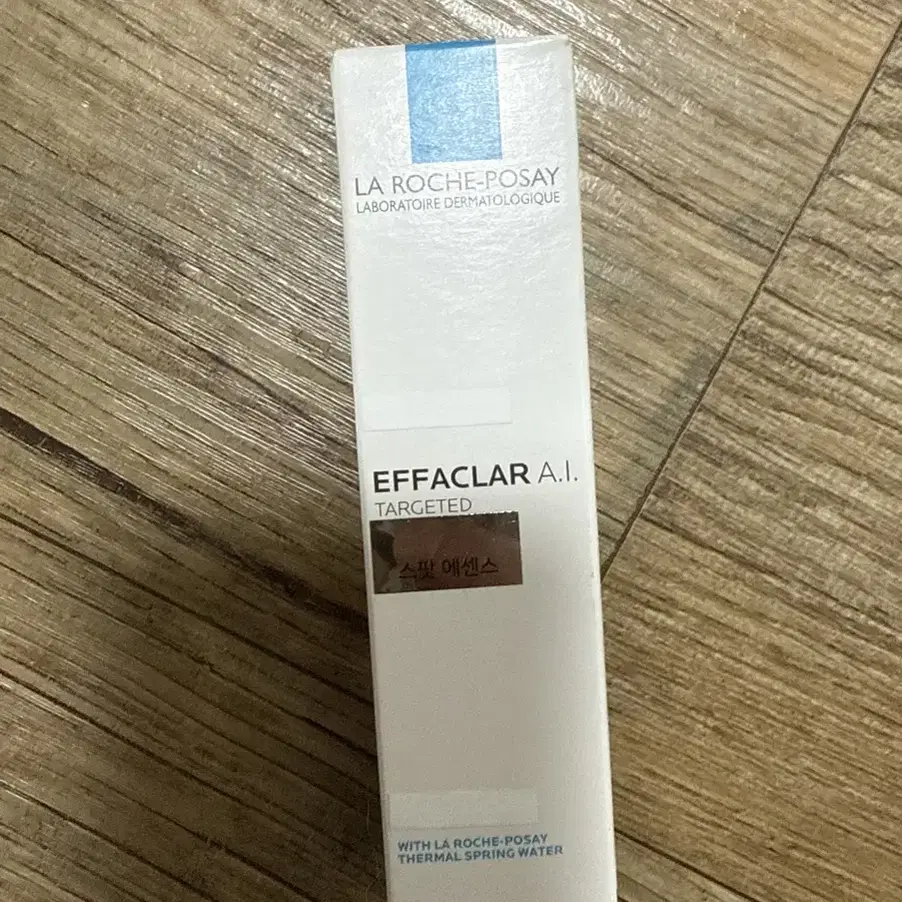 LA ROCHE-POSAY
LABORATOIRE DERMATOLOGIQUE
EFFACLAR A.I.
TARGETED
스팟 에센스
WITH LA ROCHE-POSAY
THERMAL SPRING WATER